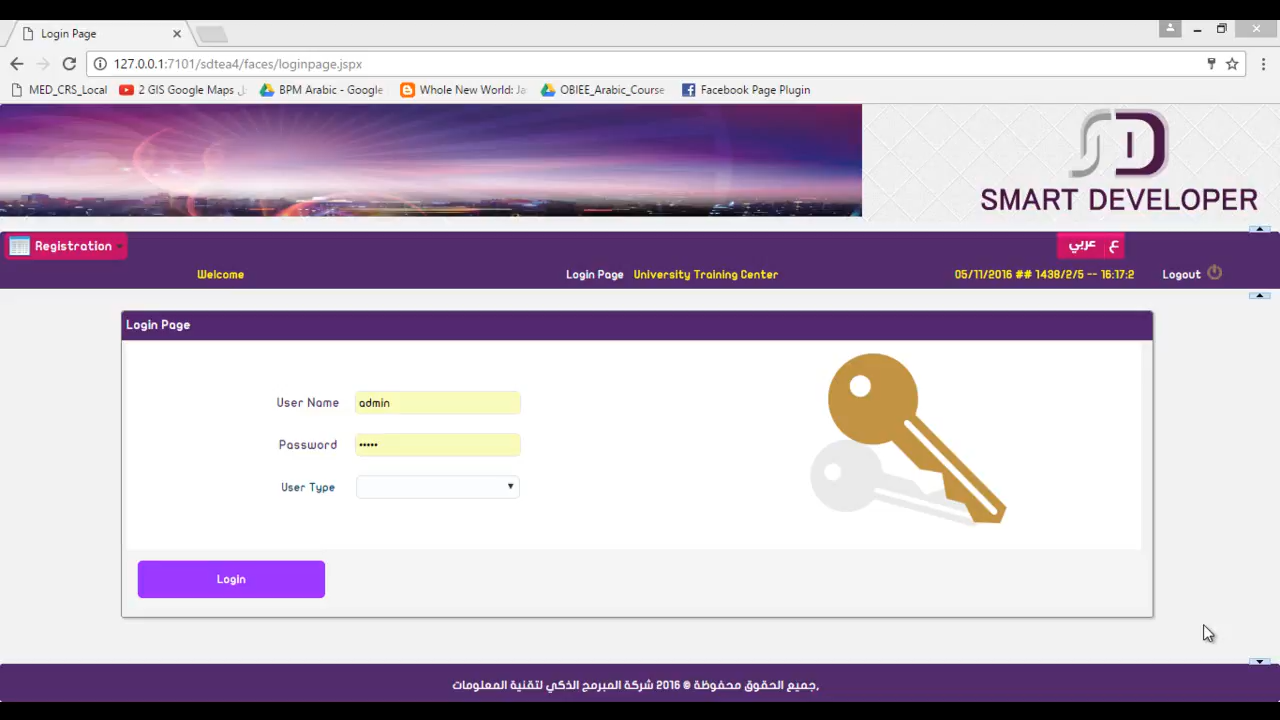 Login Page
127.0.0.1:7101/sdtea4/faces/loginpage.jspx
MED_CRS_Local
2 GIS Google Maps
BPM Arabic - Google
Whole New World: Ja
OBIEE_Arabic_Course
Facebook Page Plugin
SD
SMART DEVELOPER
Registration
ع عربي
Welcome
Login Page University Training Center
05/11/2016 ## 1438/2/5 -- 16:17:2
Logout
Login Page
User Name admin
Password •••••
User Type
Login
جميع الحقوق محفوظة © 2016 شركة المبرمج الذكي لتقنية المعلومات,